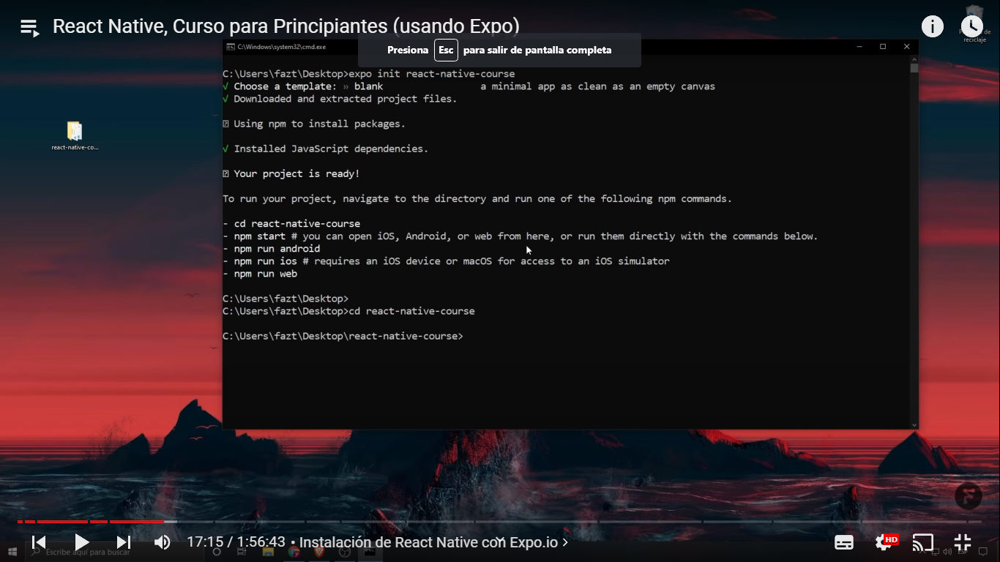 React Native, Curso para Principiantes (usando Expo)
Presiona Esc para salir de pantalla completa
de
reciclaje
C:\Windows\system32\cmd.exe
C:\Users\fazt\Desktop>expo init react-native-course
√ Choose a template: » blank a minimal app as clean as an empty canvas
√ Downloaded and extracted project files.
Using npm to install packages.
√ Installed JavaScript dependencies.
Your project is ready!
To run your project, navigate to the directory and run one of the following npm commands.
- cd react-native-course
- npm start # you can open iOS, Android, or web from here, or run them directly with the commands below.
- npm run android
- npm run ios # requires an iOS device or macOS for access to an iOS simulator
- npm run web
C:\Users\fazt\Desktop>
C:\Users\fazt\Desktop>cd react-native-course
C:\Users\fazt\Desktop\react-native-course>
react-native-co...
17:15 / 1:56:43 • Instalación de React Native con Expo.io >
HD
Escribe aquí para buscar
ESP